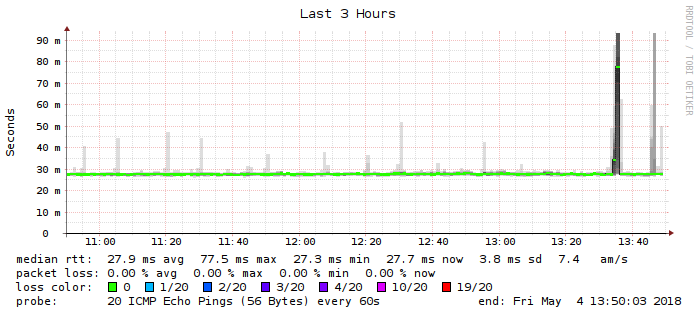 Last 3 Hours
RRDTOOL / TOBI OETIKER
Seconds
90 m
80 m
70 m
60 m
50 m
40 m
30 m
20 m
10 m
0
11:00 11:20 11:40 12:00 12:20 12:40 13:00 13:20 13:40
median rtt: 27.9 ms avg 77.5 ms max 27.3 ms min 27.7 ms now 3.8 ms sd 7.4 am/s
packet loss: 0.00 % avg 0.00 % max 0.00 % min 0.00 % now
loss color: 0 1/20 2/20 3/20 4/20 10/20 19/20
probe: 20 ICMP Echo Pings (56 Bytes) every 60s end: Fri May 4 13:50:03 2018